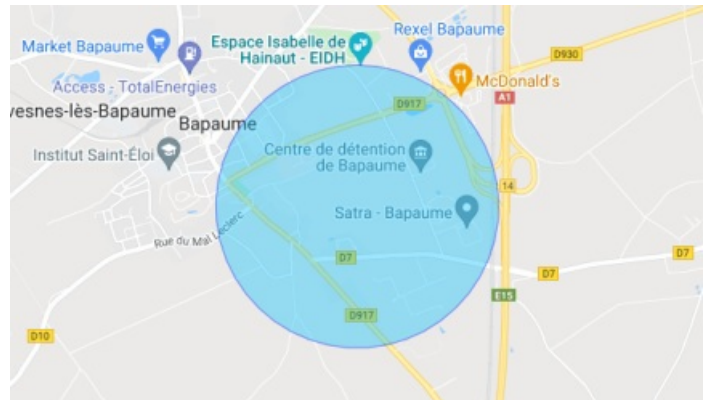 Rexel Bapaume
Espace Isabelle de
Hainaut - EIDH
Market Bapaume
D930
Access - TotalEnergies
McDonald's
A1
vesnes-lès-Bapaume
D917
Bapaume
Institut Saint-Éloi
Centre de détention
de Bapaume
14
Satra - Bapaume
Rue du Mal Leclerc
D7
D7
D7
E15
D917
D10